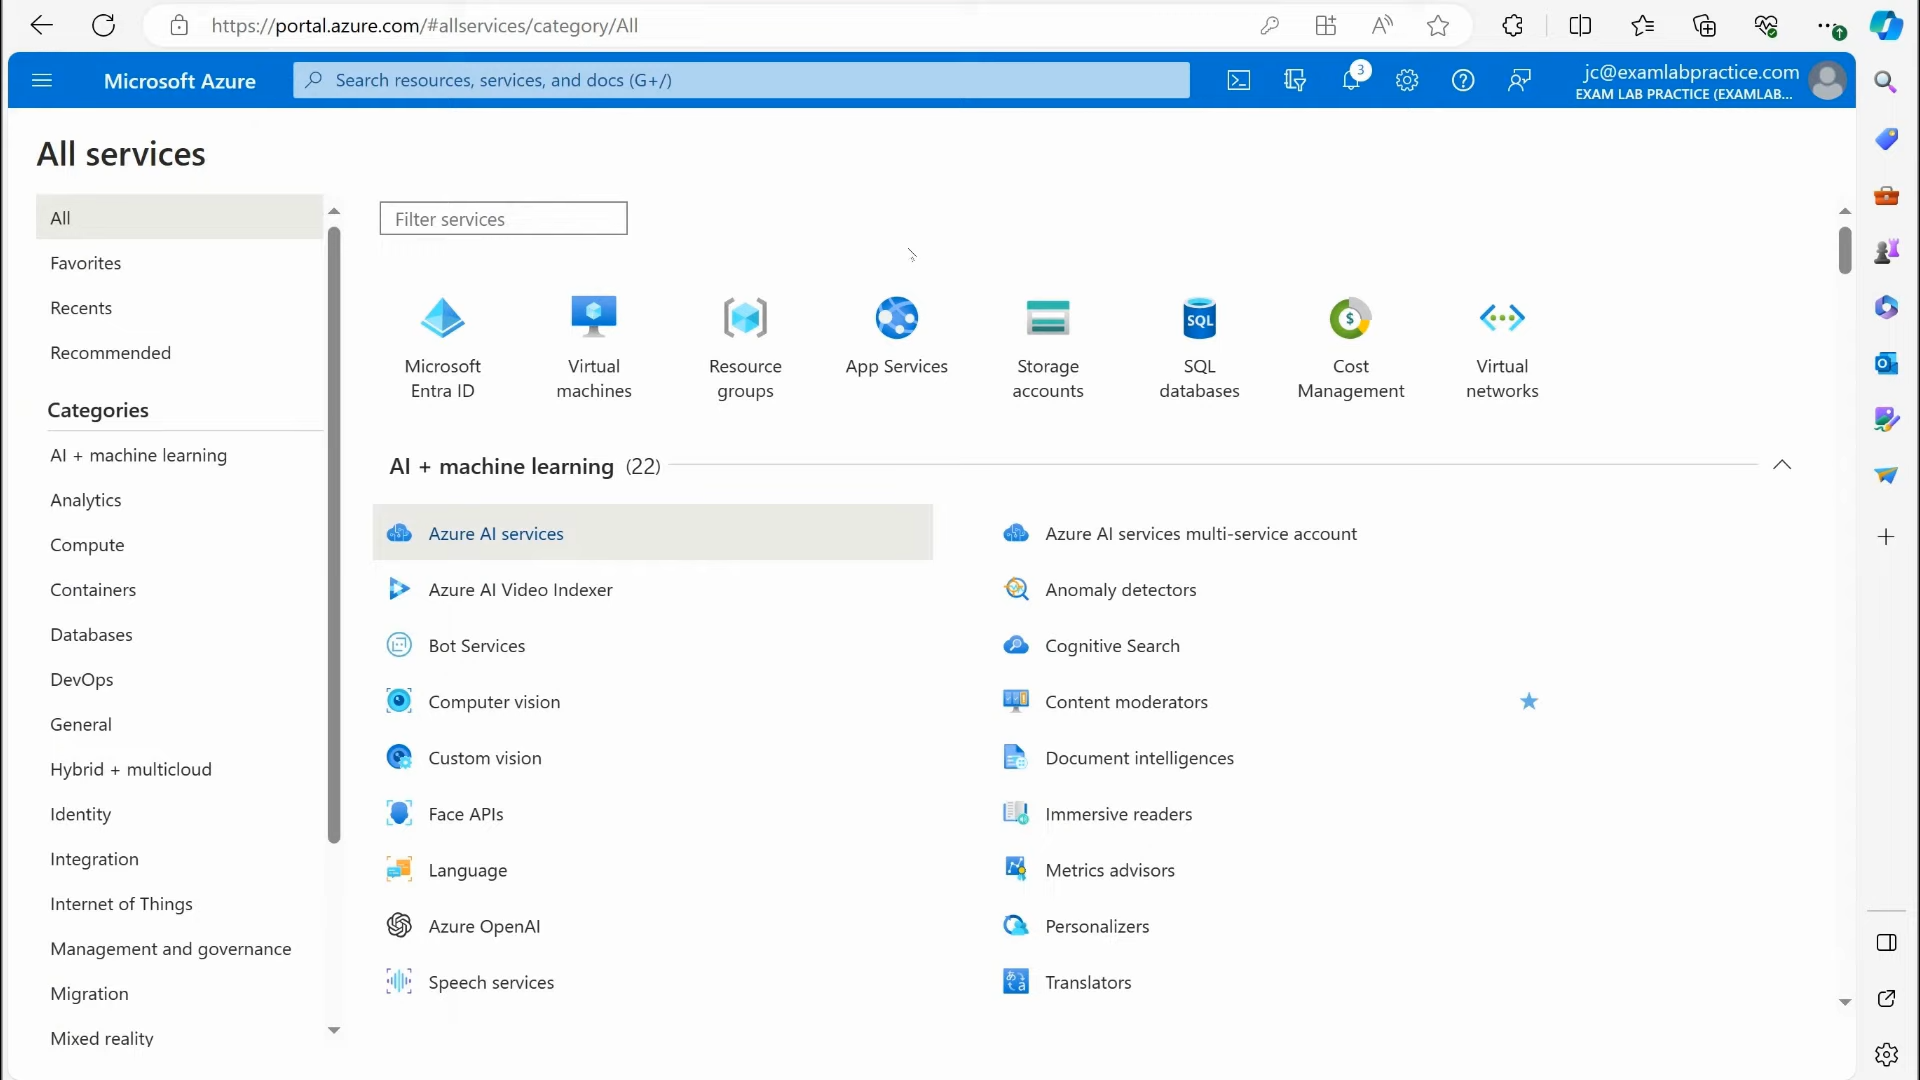 https://portal.azure.com/#allservices/category/All
Microsoft Azure
Search resources, services, and docs (G+/)
3
jc@examlabpractice.com
EXAM LAB PRACTICE (EXAMLAB...
All services
All
Favorites
Recents
Recommended
Categories
AI + machine learning
Analytics
Compute
Containers
Databases
DevOps
General
Hybrid + multicloud
Identity
Integration
Internet of Things
Management and governance
Migration
Mixed reality
Filter services
Microsoft
Entra ID
Virtual
machines
Resource
groups
App Services
Storage
accounts
SQL
SQL
databases
$
Cost
Management
Virtual
networks
AI + machine learning (22)
Azure AI services
Azure AI services multi-service account
Azure AI Video Indexer
Anomaly detectors
Bot Services
Cognitive Search
Computer vision
Content moderators
Custom vision
Document intelligences
Face APIs
Immersive readers
Language
Metrics advisors
Azure OpenAI
Personalizers
Speech services
Translators